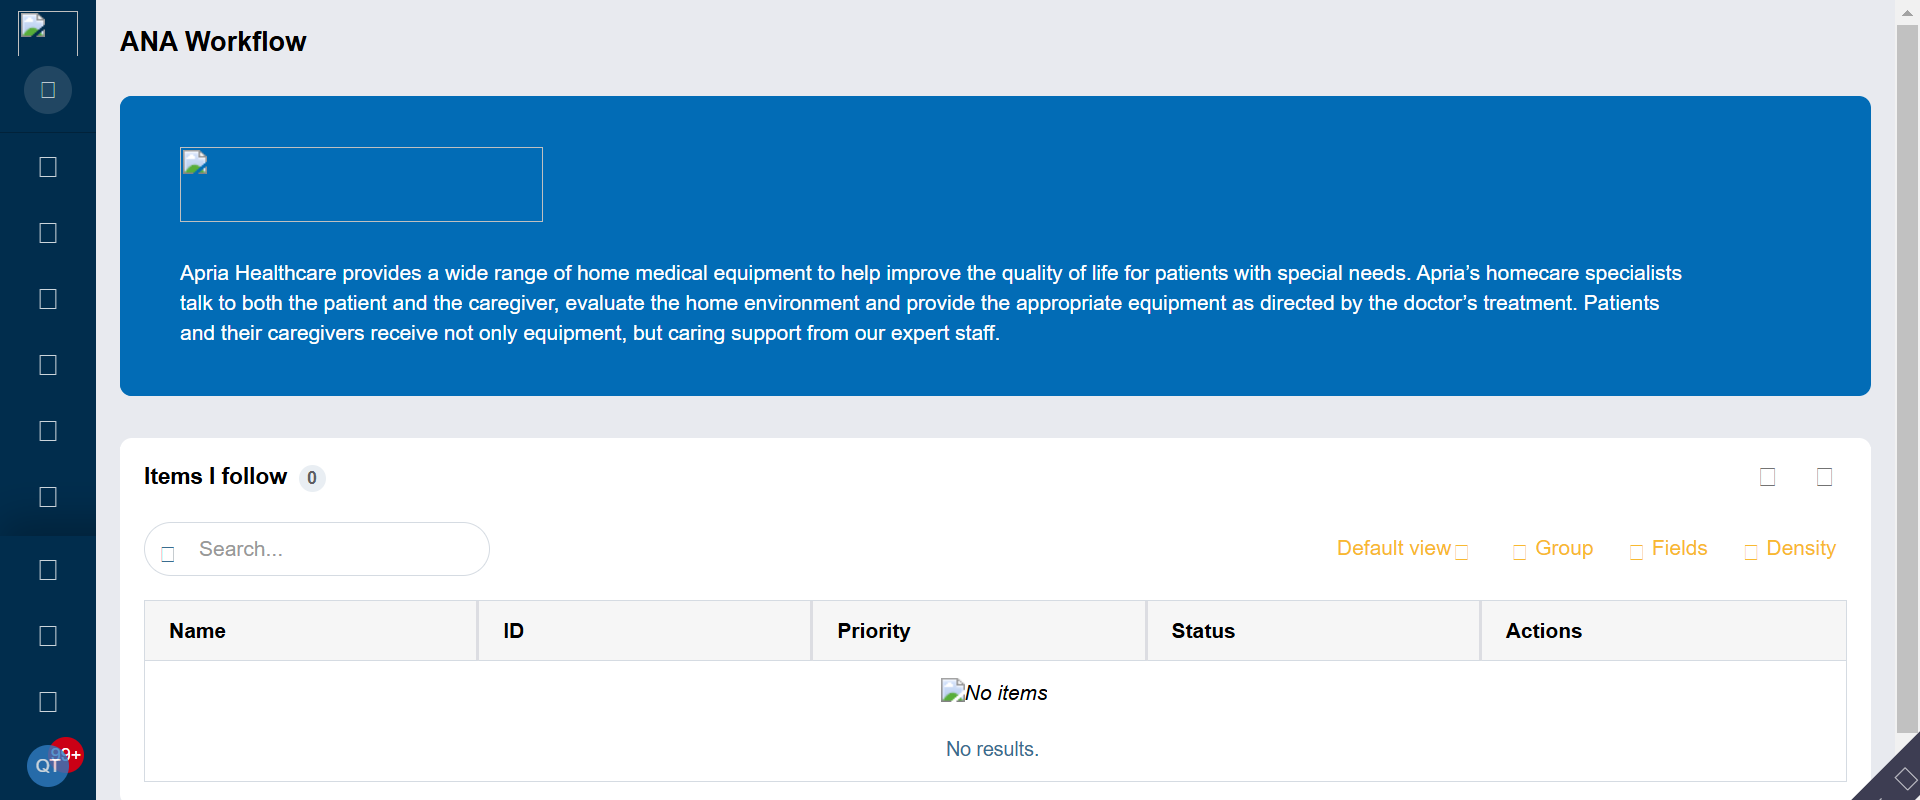 ANA Workflow
Apria Healthcare provides a wide range of home medical equipment to help improve the quality of life for patients with special needs. Apria’s homecare specialists
talk to both the patient and the caregiver, evaluate the home environment and provide the appropriate equipment as directed by the doctor’s treatment. Patients
and their caregivers receive not only equipment, but caring support from our expert staff.
Items I follow 0
Search...
Default view Group Fields Density
Name ID Priority Status Actions
No items
No results.
99+
QT